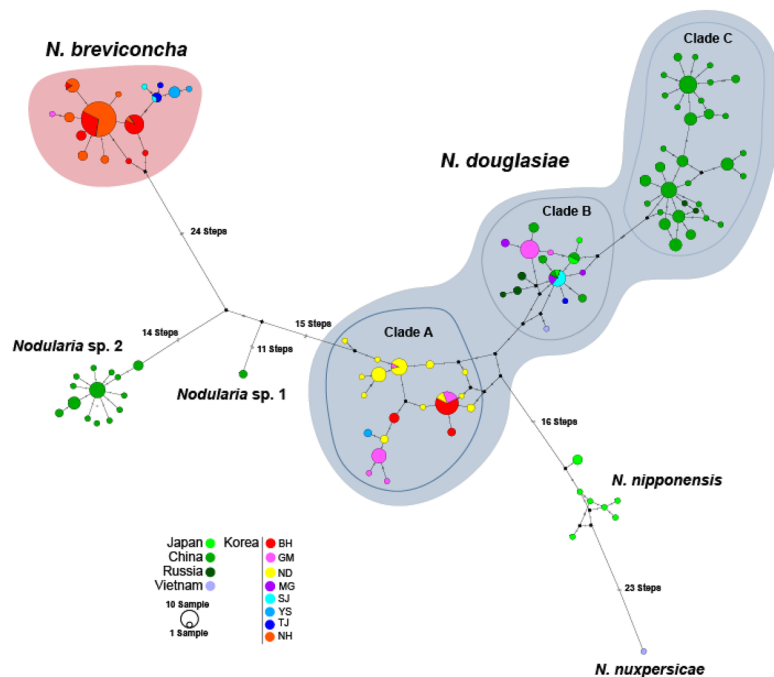 N. breviconcha
Clade C
N. douglasiae
Clade B
24 Steps
15 Steps
Clade A
14 Steps
Nodularia sp. 2
11 Steps
Nodularia sp. 1
16 Steps
N. nipponensis
Japan
China
Russia
Vietnam
10 Sample
1 Sample
Korea
BH
GM
ND
MG
SJ
YS
TJ
NH
23 Steps
N. nuxpersicae